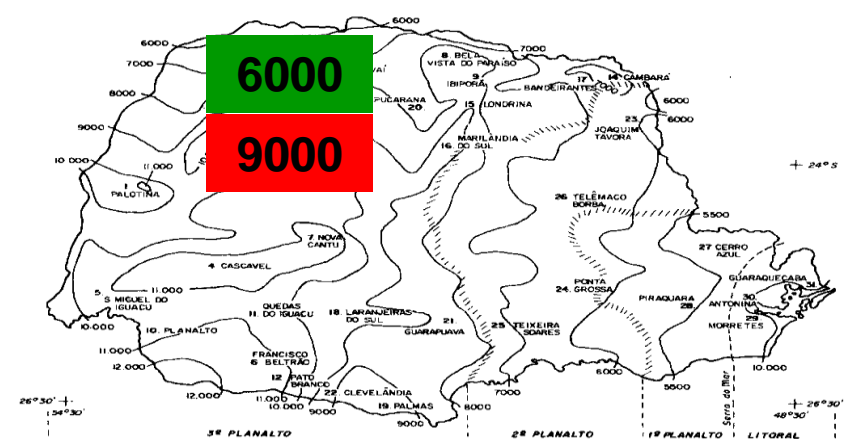 6000
6000
7000
7000
8000
9000
10.000
11.000
6000
9000
8. BELA
VISTA DO PARAÍSO
9.
IBIPORÃ
PUCARANA
20.
15. LONDRINA
17.
BANDEIRANTES
14. CAMBARÁ
6000
6000
23.
JOAQUIM
TÁVORA
MARILÂNDIA
16. DO SUL
24° S
1.
PALOTINA
26. TELÊMACO
BORBA
5500
7. NOVA
CANTU
27 CERRO
AZUL
4. CASCAVEL
11.000
5.
S MIGUEL DO
IGUAÇU
10.000
10. PLANALTO
QUEDAS
11. DO IGUAÇU
18. LARANJEIRAS
DO SUL
21.
GUARAPUAVA
25. TEIXEIRA
SOARES
PONTA
24. GROSSA
PIRAQUARA
28.
GUARAQUEÇABA
31.
30.
ANTONINA
29
MORRETES
11.000
12.000
FRANCISCO
6 BELTRÃO
12. PATO
BRANCO
22
CLEVELÂNDIA
19. PALMAS
12.000
11.000
10.000
9000
9000
8000
7000
6000
5500
10.000
26°30'
54°30'
Serra do Mar
26°30'
48°30'
3º PLANALTO
2º PLANALTO
1º PLANALTO
LITORAL